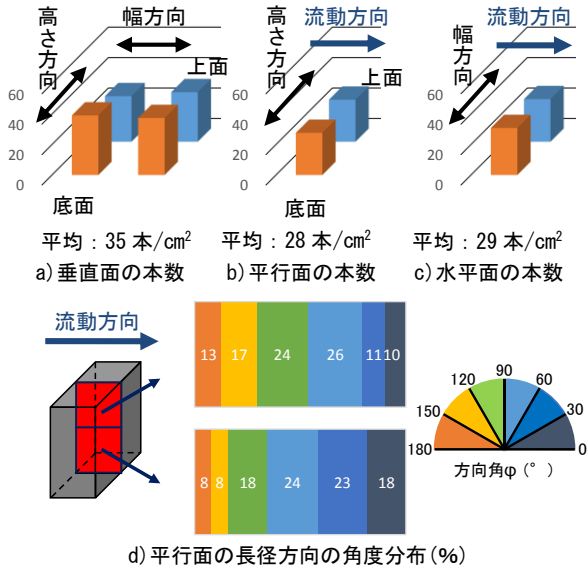 高さ方向
幅方向
上面
60
40
20
0
底面
平均：35 本/cm²
a)垂直面の本数
高さ方向
流動方向
上面
60
40
20
0
底面
平均：28 本/cm²
b)平行面の本数
幅方向
流動方向
60
40
20
0
平均：29 本/cm²
c)水平面の本数
流動方向
13 17 24 26 11 10
8 8 18 24 23 18
90
120 60
150 30
180 0
方向角φ（°）
d)平行面の長径方向の角度分布(%)